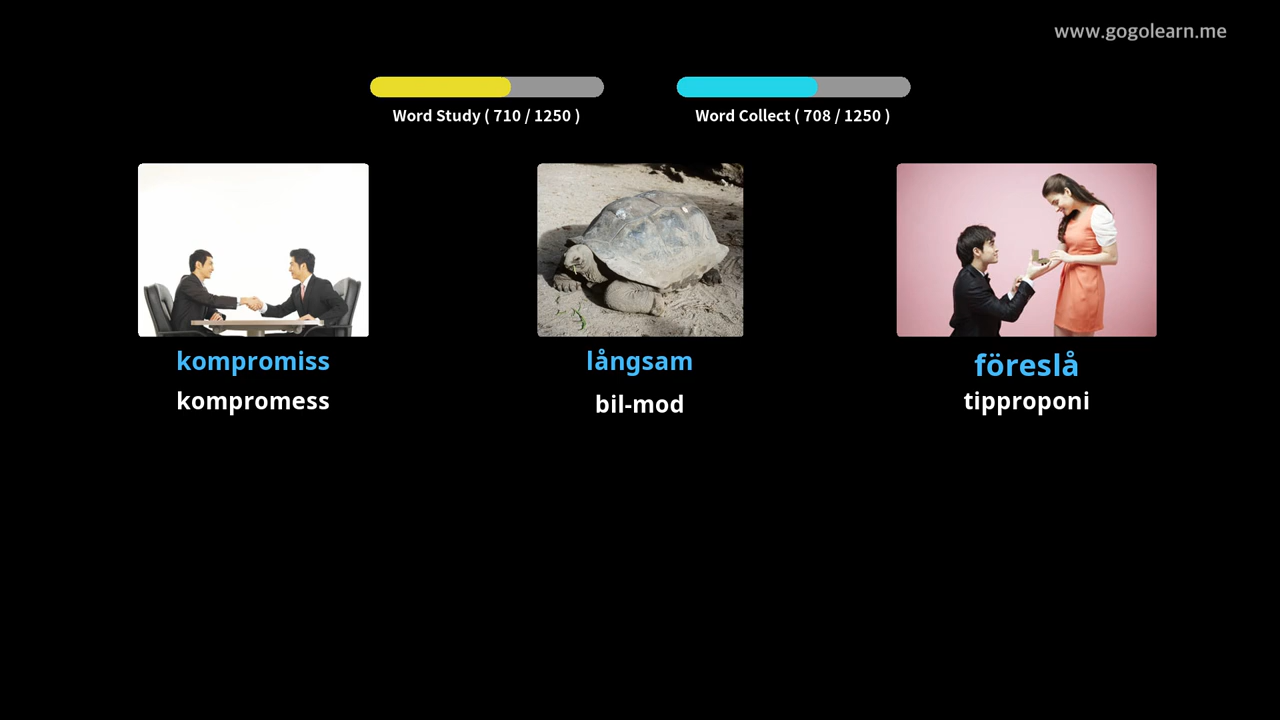 www.gogolearn.me
Word Study ( 710 / 1250 )
Word Collect ( 708 / 1250 )
kompromiss
långsam
föreslå
kompromess
bil-mod
tipproponi